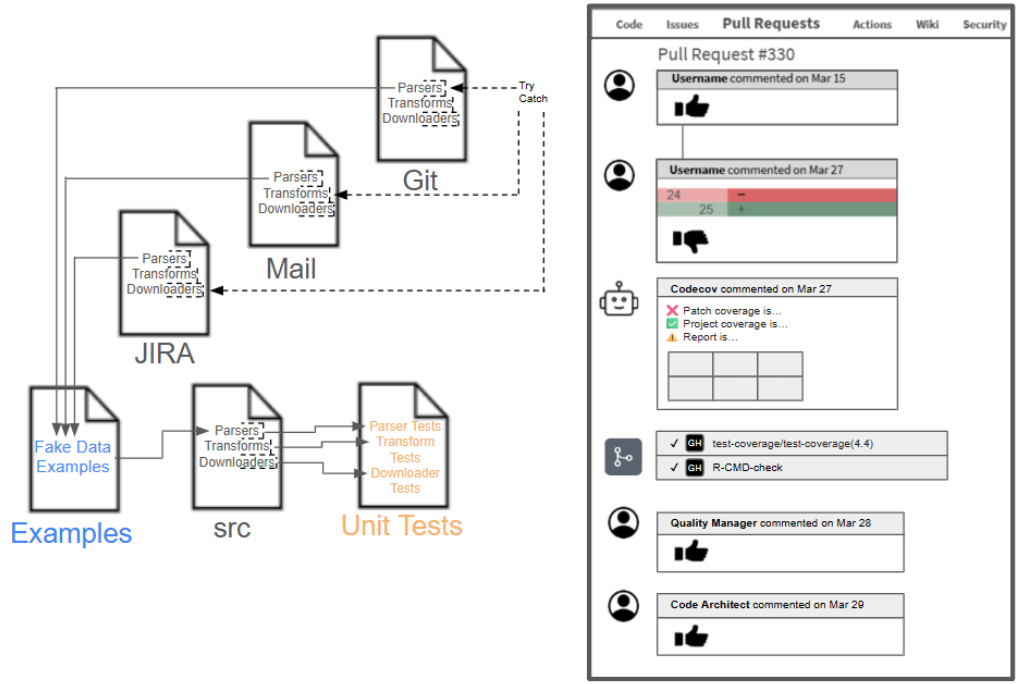 Try
Catch
Parsers
Transforms
Downloaders
Git
Parsers
Transforms
Downloaders
Mail
Parsers
Transforms
Downloaders
JIRA
Fake Data
Examples
Examples
Parsers
Transforms
Downloaders
src
Parser Tests
Transform
Tests
Downloader
Tests
Unit Tests
Code Issues Pull Requests Actions Wiki Security
Pull Request #330
Username commented on Mar 15
Username commented on Mar 27
24 −
25 +
Codecov commented on Mar 27
Patch coverage is...
Project coverage is...
Report is...
✓ GH test-coverage/test-coverage(4.4)
✓ GH R-CMD-check
Quality Manager commented on Mar 28
Code Architect commented on Mar 29